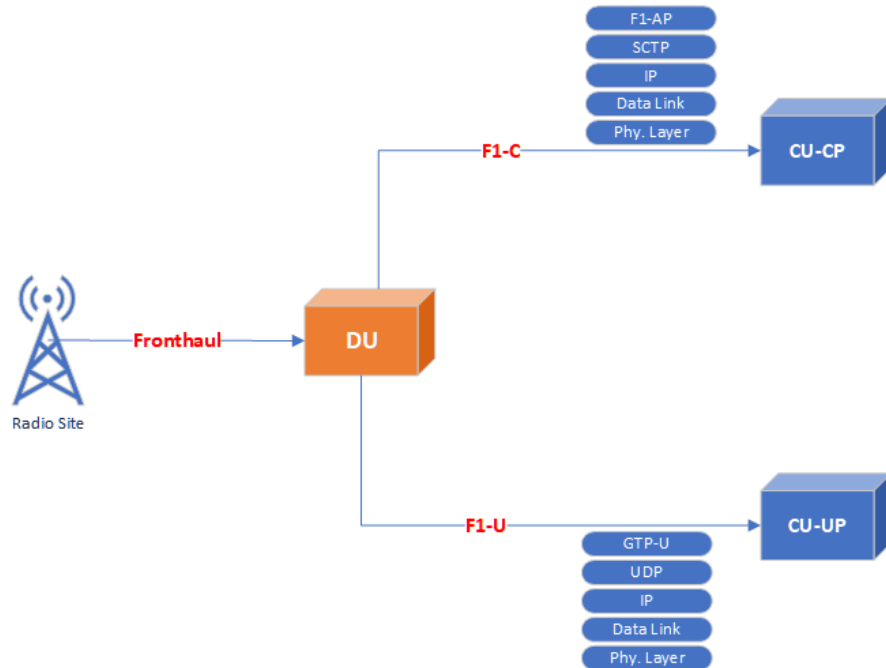 F1-AP
SCTP
IP
Data Link
Phy. Layer
F1-C
CU-CP
Fronthaul
DU
Radio Site
F1-U
CU-UP
GTP-U
UDP
IP
Data Link
Phy. Layer